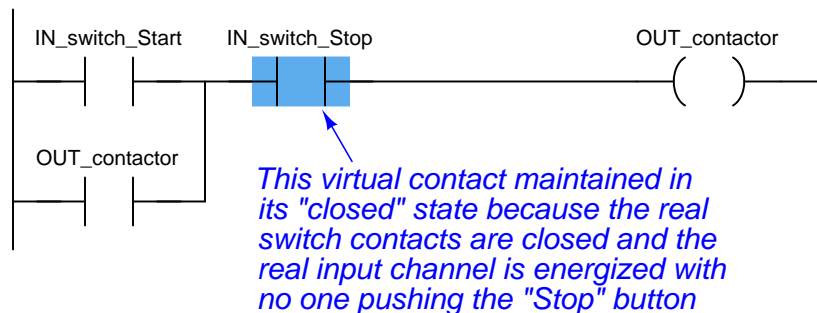 IN_switch_Start IN_switch_Stop OUT_contactor
OUT_contactor
This virtual contact maintained in
its "closed" state because the real
switch contacts are closed and the
real input channel is energized with
no one pushing the "Stop" button